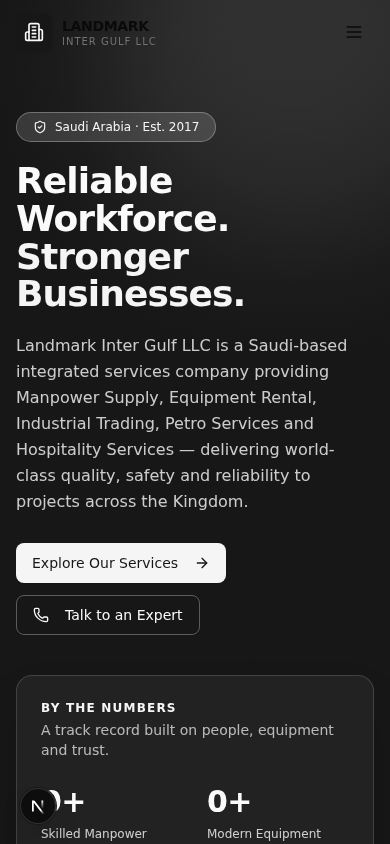 LANDMARK
INTER GULF LLC
Saudi Arabia · Est. 2017
Reliable
Workforce.
Stronger
Businesses.
Landmark Inter Gulf LLC is a Saudi-based
integrated services company providing
Manpower Supply, Equipment Rental,
Industrial Trading, Petro Services and
Hospitality Services — delivering world-
class quality, safety and reliability to
projects across the Kingdom.
Explore Our Services
Talk to an Expert
BY THE NUMBERS
A track record built on people, equipment
and trust.
0+ 0+
N
Skilled Manpower Modern Equipment